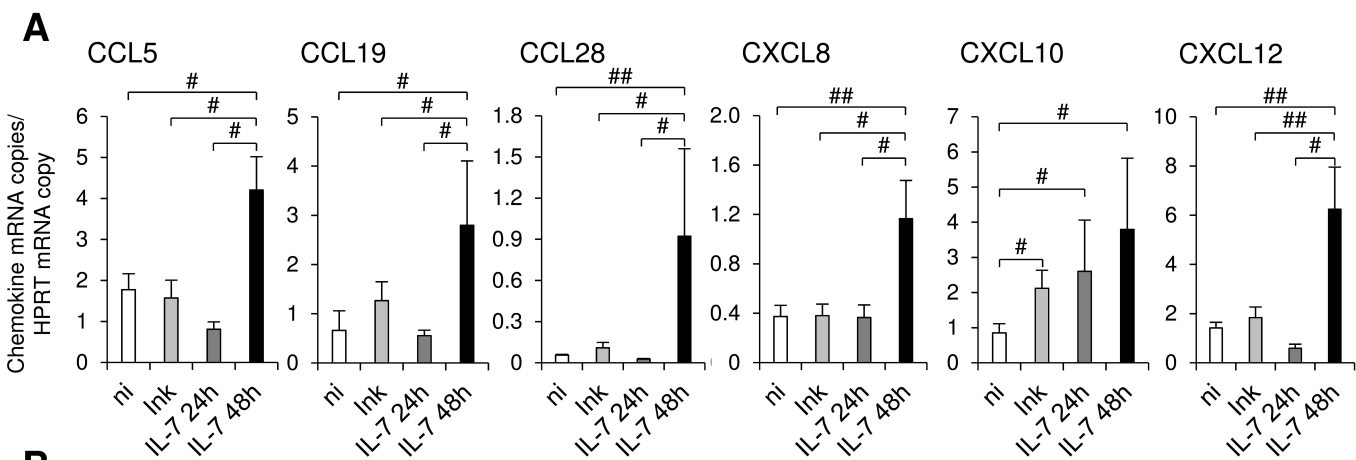 A
CCL5 CCL19 CCL28 CXCL8 CXCL10 CXCL12
Chemokine mRNA copies/
HPRT mRNA copy
# # #
6
5
4
3
2
1
0
ni Ink IL-7 24h IL-7 48h
# # #
5
4
3
2
1
0
ni Ink IL-7 24h IL-7 48h
## # #
1.8
1.5
1.2
0.9
0.6
0.3
0
ni Ink IL-7 24h IL-7 48h
## # #
2.0
1.6
1.2
0.8
0.4
0
ni Ink IL-7 24h IL-7 48h
# # #
7
6
5
4
3
2
1
0
ni Ink IL-7 24h IL-7 48h
## ## #
10
8
6
4
2
0
ni Ink IL-7 24h IL-7 48h